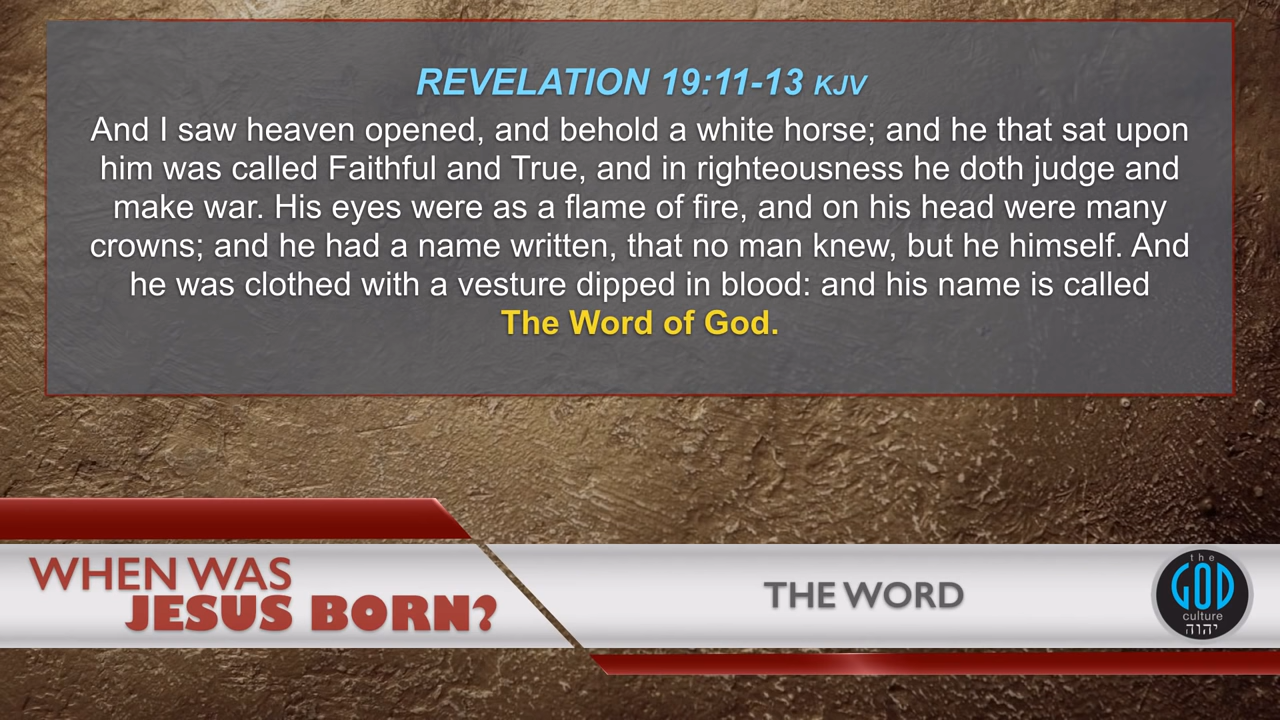 REVELATION 19:11-13 KJV
And I saw heaven opened, and behold a white horse; and he that sat upon
him was called Faithful and True, and in righteousness he doth judge and
make war. His eyes were as a flame of fire, and on his head were many
crowns; and he had a name written, that no man knew, but he himself. And
he was clothed with a vesture dipped in blood: and his name is called
The Word of God.
WHEN WAS
JESUS BORN?
THE WORD
the
GOD
culture
יהוה